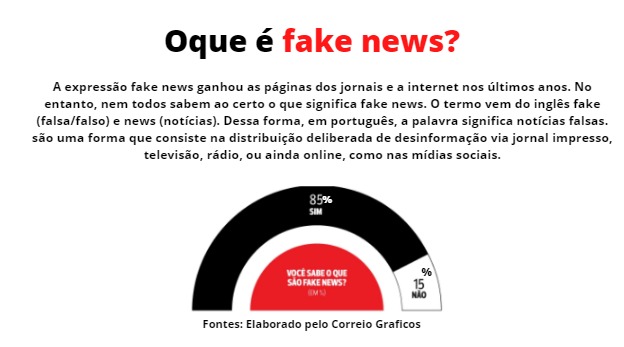 Oque é fake news?
A expressão fake news ganhou as páginas dos jornais e a internet nos últimos anos. No
entanto, nem todos sabem ao certo o que significa fake news. O termo vem do inglês fake
(falsa/falso) e news (notícias). Dessa forma, em português, a palavra significa notícias falsas.
são uma forma que consiste na distribuição deliberada de desinformação via jornal impresso,
televisão, rádio, ou ainda online, como nas mídias sociais.
85%
SIM
VOCÊ SABE O QUE
SÃO FAKE NEWS?
(EM %)
%
15
NÃO
Fontes: Elaborado pelo Correio Graficos